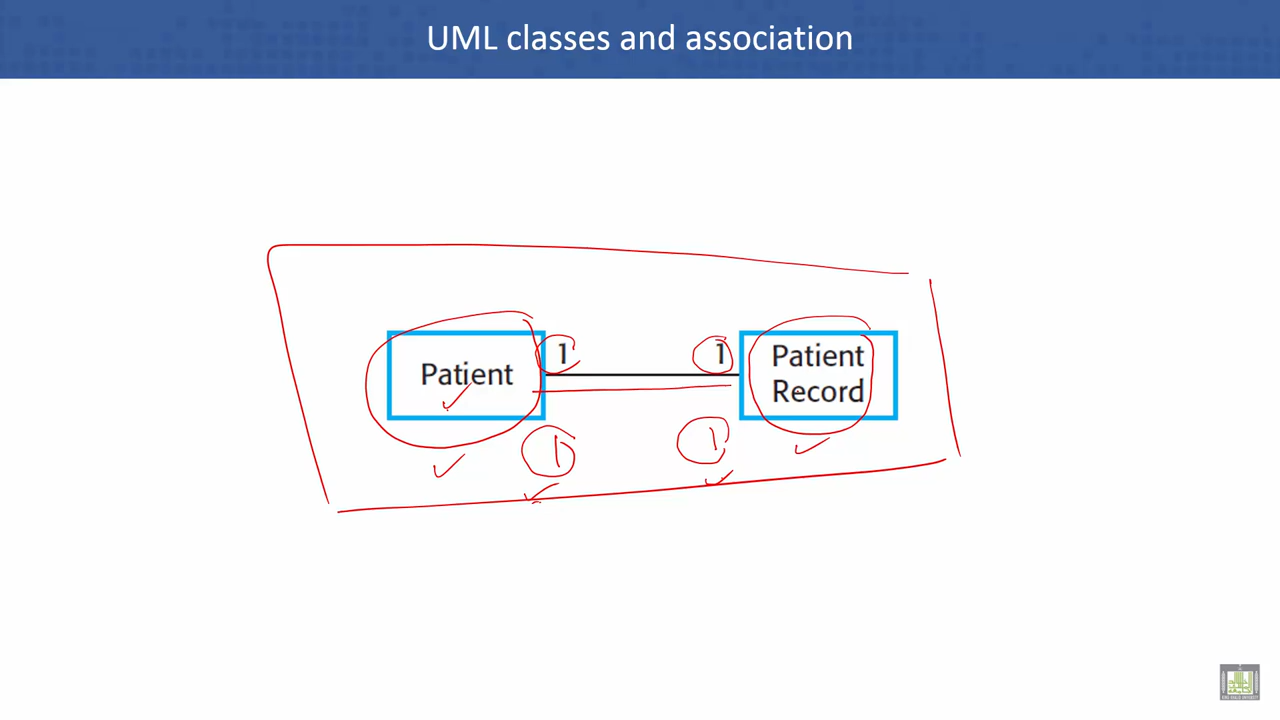 UML classes and association
1
1
Patient
Patient
Record
1
1